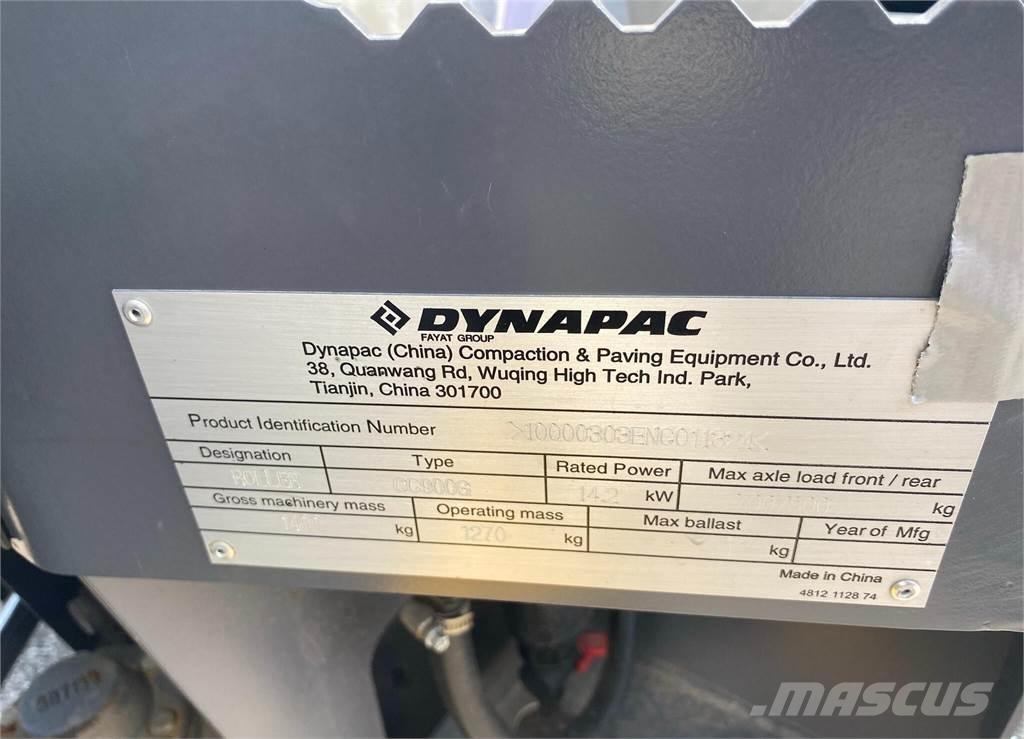 DYNAPAC
FAYAT GROUP
Dynapac (China) Compaction & Paving Equipment Co., Ltd.
38, Quanwang Rd, Wuqing High Tech Ind. Park,
Tianjin, China 301700
Product Identification Number
Designation Type Rated Power Max axle load front / rear
ROLLER CC900G 14.2 kW kg
Gross machinery mass Operating mass Max ballast Year of Mfg
kg 1270 kg kg
Made in China
4812 1128 74
MASCUS